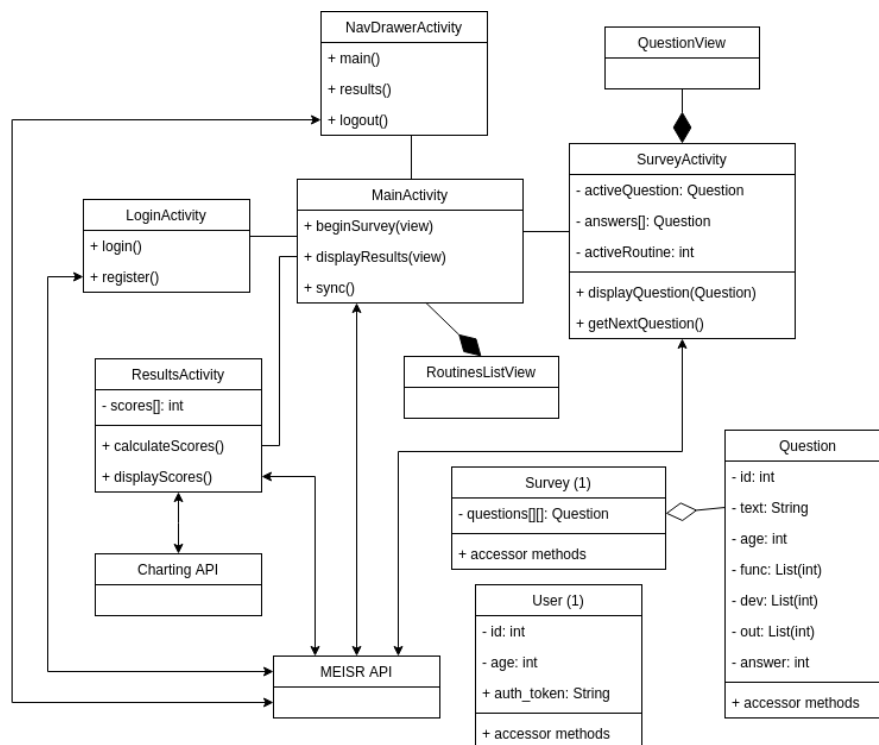 NavDrawerActivity
+ main()
+ results()
+ logout()
QuestionView
SurveyActivity
- activeQuestion: Question
- answers[]: Question
- activeRoutine: int
+ displayQuestion(Question)
+ getNextQuestion()
MainActivity
+ beginSurvey(view)
+ displayResults(view)
+ sync()
LoginActivity
+ login()
+ register()
RoutinesListView
ResultsActivity
- scores[]: int
+ calculateScores()
+ displayScores()
Charting API
MEISR API
Survey (1)
- questions[][]: Question
+ accessor methods
Question
- id: int
- text: String
- age: int
- func: List(int)
- dev: List(int)
- out: List(int)
- answer: int
+ accessor methods
User (1)
- id: int
- age: int
+ auth_token: String
+ accessor methods